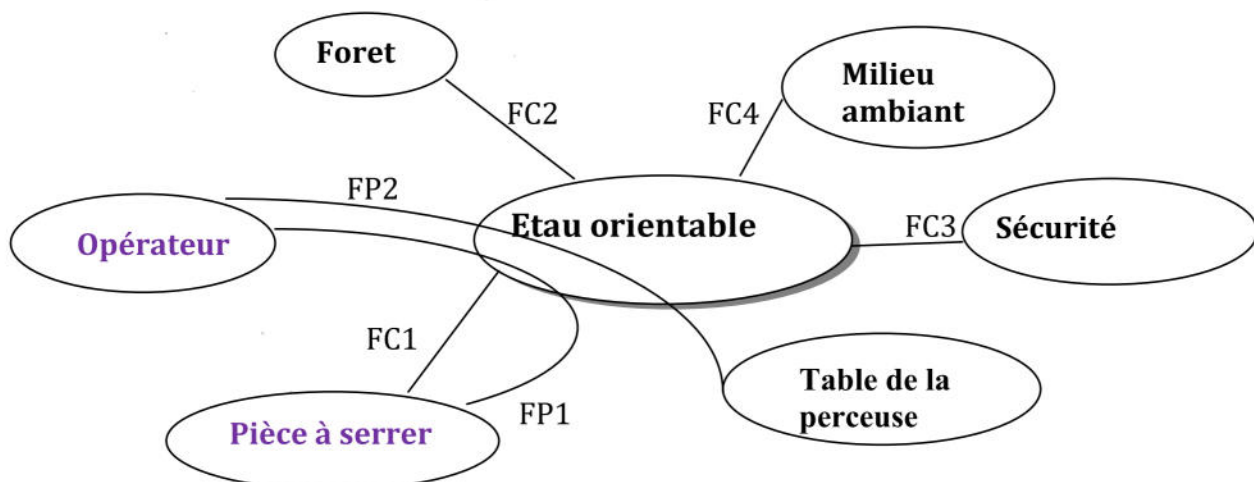 Foret
Milieu
ambiant
FC2
FC4
FP2
Etau orientable
Opérateur
FC3
Sécurité
FC1
Table de la
perceuse
FP1
Pièce à serrer